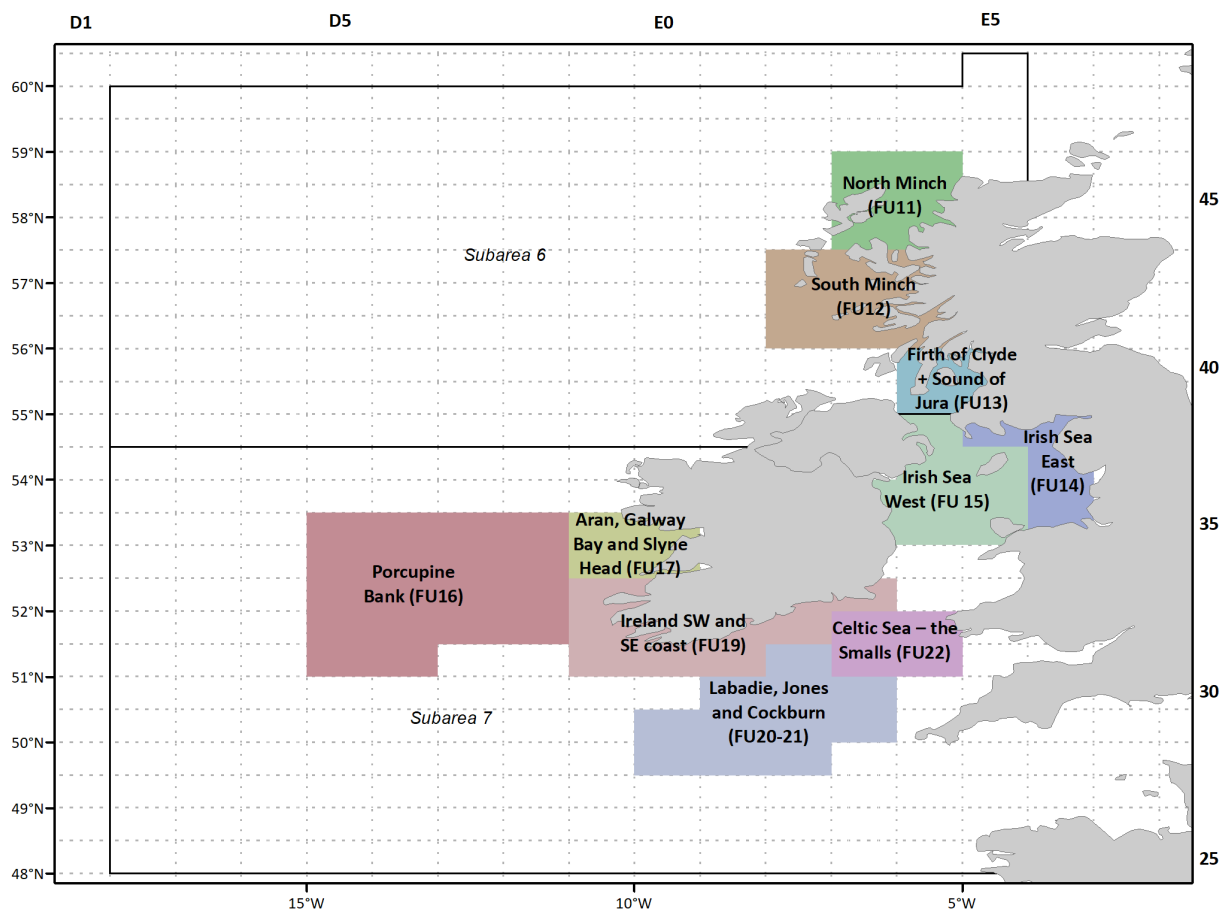 D1
D5
E0
E5
60°N
59°N
58°N
57°N
56°N
55°N
54°N
53°N
52°N
51°N
50°N
49°N
48°N
45
40
35
30
25
North Minch
(FU11)
Subarea 6
South Minch
(FU12)
Firth of Clyde
+ Sound of
Jura (FU13)
Irish Sea
East
(FU14)
Irish Sea
West (FU 15)
Aran, Galway
Bay and Slyne
Head (FU17)
Porcupine
Bank (FU16)
Ireland SW and
SE coast (FU19)
Celtic Sea – the
Smalls (FU22)
Labadie, Jones
and Cockburn
(FU20-21)
Subarea 7
15°W
10°W
5°W